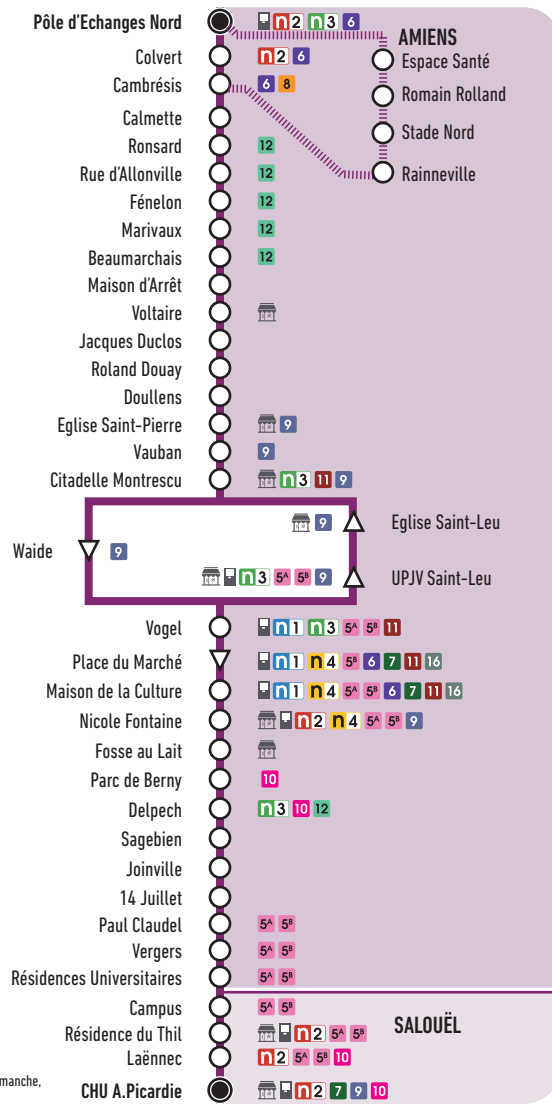 Pôle d'Echanges Nord n2 n3 6
AMIENS
Colvert n2 6
Espace Santé
Cambrésis 6 8
Romain Rolland
Calmette
Stade Nord
Ronsard 12
Rue d'Allonville 12
Rainneville
Fénelon 12
Marivaux 12
Beaumarchais 12
Maison d'Arrêt
Voltaire
Jacques Duclos
Roland Douay
Doullens
Eglise Saint-Pierre 9
Vauban 9
Citadelle Montrescu n3 11 9
9 Eglise Saint-Leu
Waide 9
n3 5A 5B 9 UPJV Saint-Leu
Vogel n1 n3 5A 5B 11
Place du Marché n1 n4 5B 6 7 11 16
Maison de la Culture n1 n4 5A 5B 6 7 11 16
Nicole Fontaine n2 n4 5A 5B 9
Fosse au Lait
Parc de Berny 10
Delpech n3 10 12
Sagebien
Joinville
14 Juillet
Paul Claudel 5A 5B
Vergers 5A 5B
Résidences Universitaires 5A 5B
Campus 5A 5B
SALOUËL
Résidence du Thil n2 5A 5B
Laënnec n2 5A 5B 10
manche,
CHU A.Picardie n2 7 9 10